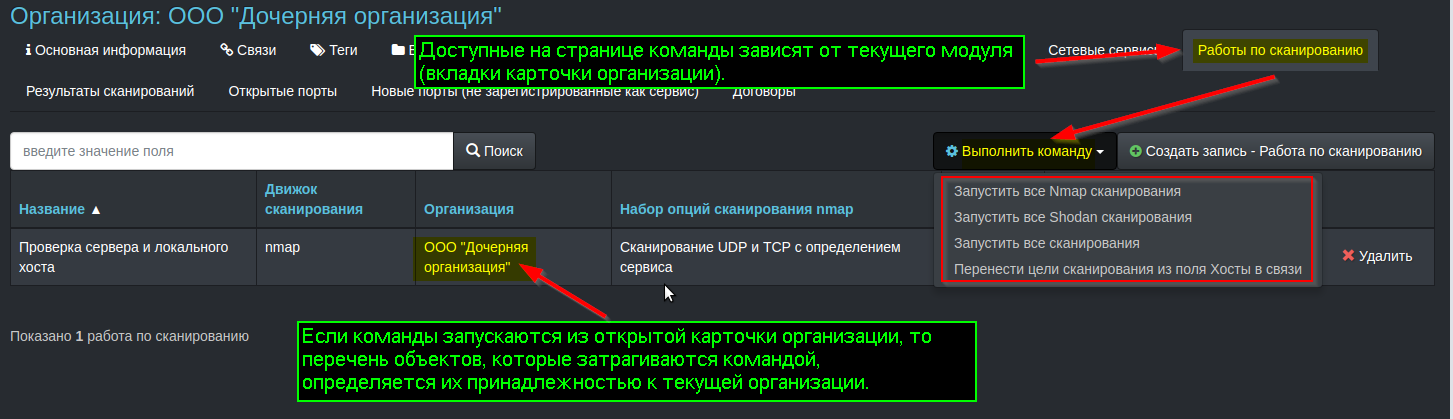 Организация: ООО "Дочерняя организация"
Основная информация
Связи
Теги
Доступные на странице команды зависят от текущего модуля
(вкладки карточки организации).
Сетевые
Работы по сканированию
Результаты сканирований
Открытые порты
Новые порты (не зарегистрированные как сервис)
Договоры
введите значение поля
Поиск
Выполнить команду
Создать запись - Работа по сканированию
Запустить все Nmap сканирования
Запустить все Shodan сканирования
Запустить все сканирования
Перенести цели сканирования из поля Хосты в связи
Название ▲
Движок
сканирования
Организация
Набор опций сканирования nmap
Проверка сервера и локального
хоста
nmap
ООО "Дочерняя
организация"
Сканирование UDP и TCP с определением
сервиса
Удалить
Показано 1 работа по сканированию
Если команды запускаются из открытой карточки организации, то
перечень объектов, которые затрагиваются командой,
определяется их принадлежностью к текущей организации.